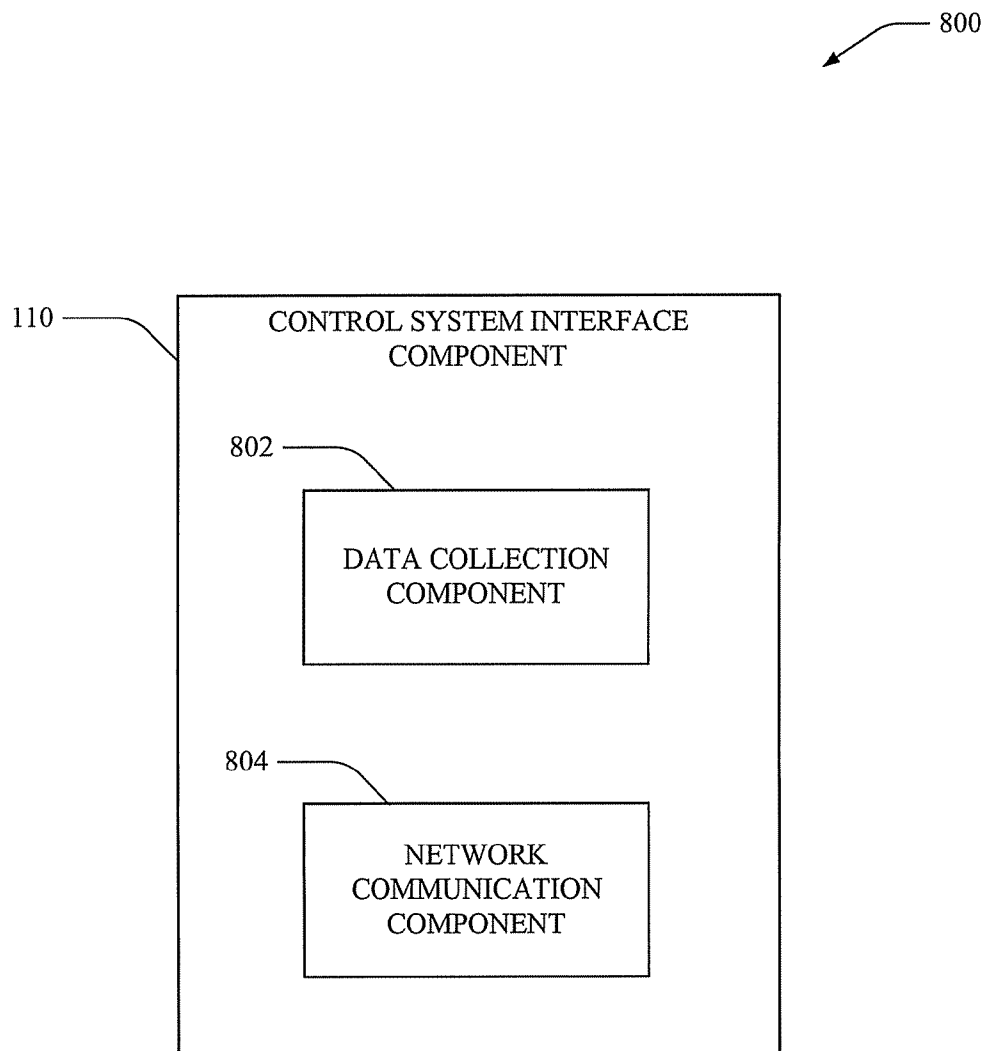 800
110
CONTROL SYSTEM INTERFACE
COMPONENT
802
DATA COLLECTION
COMPONENT
804
NETWORK
COMMUNICATION
COMPONENT